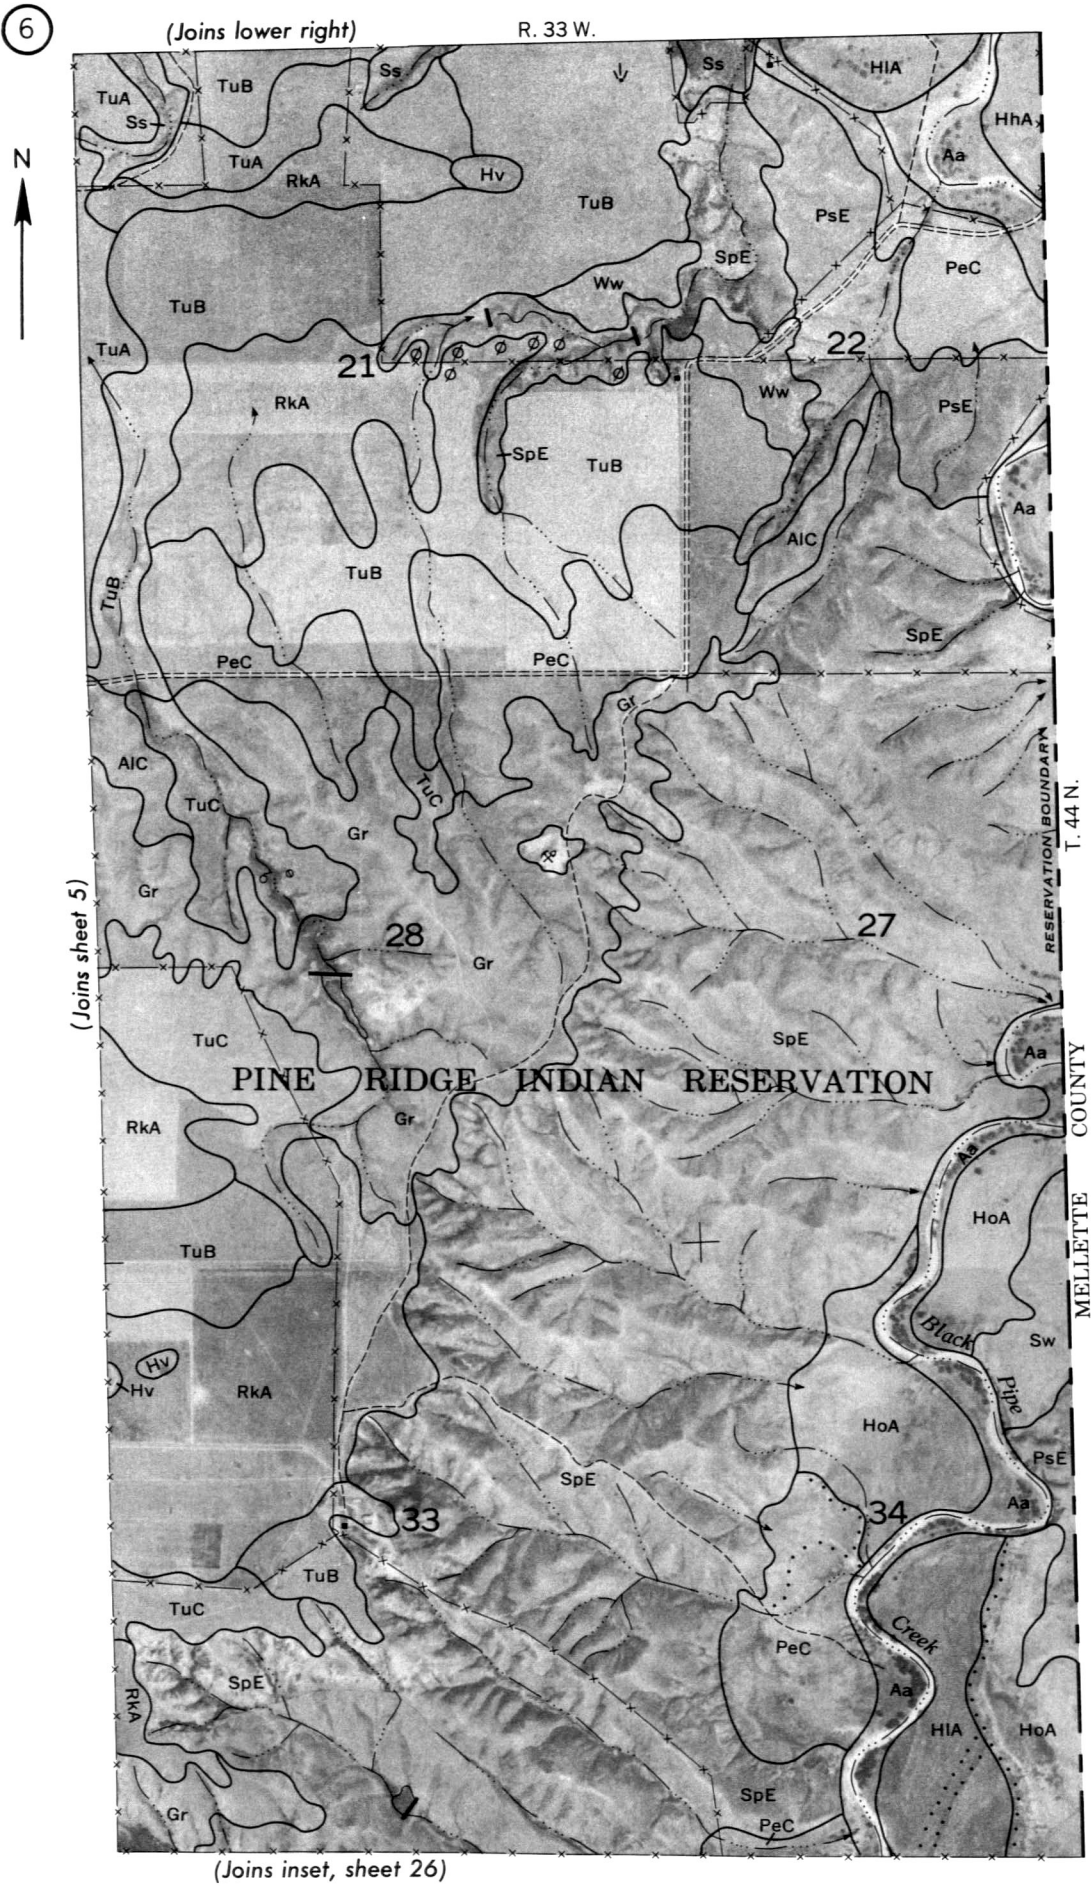 6
(Joins lower right)
R. 33 W.
N
TuA
TuB
Ss
Ss
Ss
HlA
HhA
Aa
TuA
RkA
Hv
TuB
PsE
SpE
PeC
Ww
TuB
TuA
21
22
RkA
Ww
PsE
SpE
TuB
Aa
AlC
TuB
TuB
SpE
PeC
PeC
Gr
AlC
TuC
TuC
Gr
Gr
RESERVATION BOUNDARY
T. 44 N.
(Joins sheet 5)
28
27
Gr
TuC
SpE
Aa
PINE RIDGE INDIAN RESERVATION
RkA
Gr
Aa
MELLETTE COUNTY
HoA
TuB
Black
Pipe
Creek
Sw
Hv
Hv
RkA
HoA
PsE
SpE
Aa
33
34
TuB
TuC
PeC
SpE
RkA
Aa
HlA
HoA
Gr
SpE
PeC
(Joins inset, sheet 26)